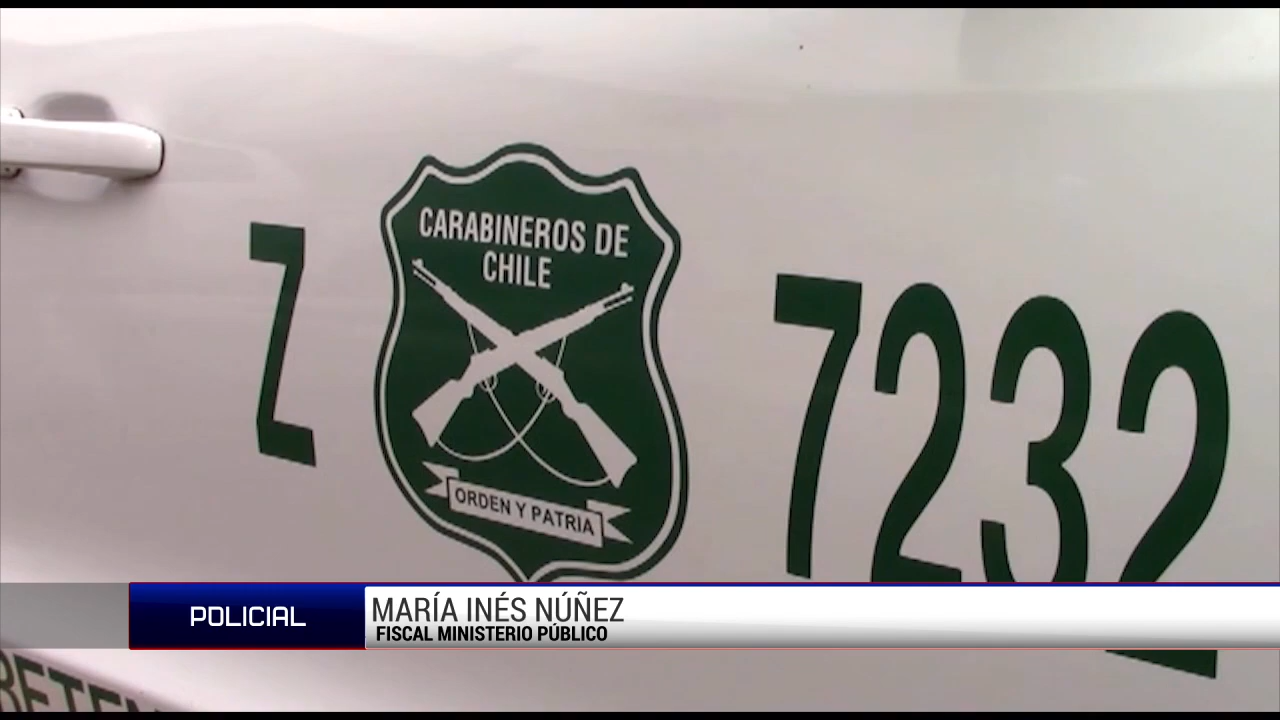 CARABINEROS DE
CHILE
Z
7232
ORDEN Y PATRIA
POLICIAL
MARÍA INÉS NÚÑEZ
FISCAL MINISTERIO PÚBLICO